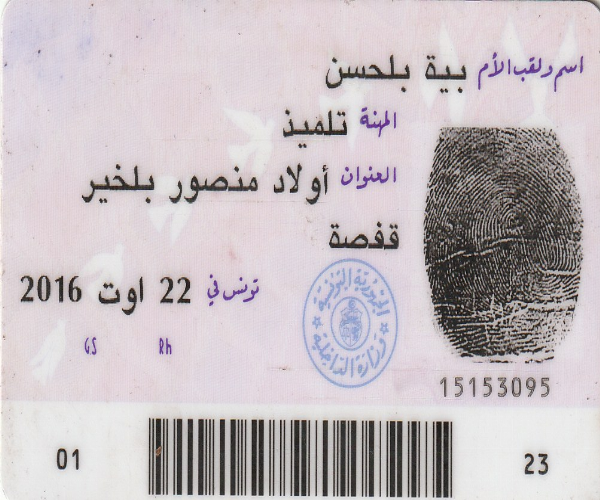 اسم ولقب الأم بية بلحسن
المهنة تلميذ
العنوان أولاد منصور بلخير
قفصة
تونس في 22 اوت 2016
الجمهورية التونسية
وزارة الداخلية
Rh
GS
15153095
01
23